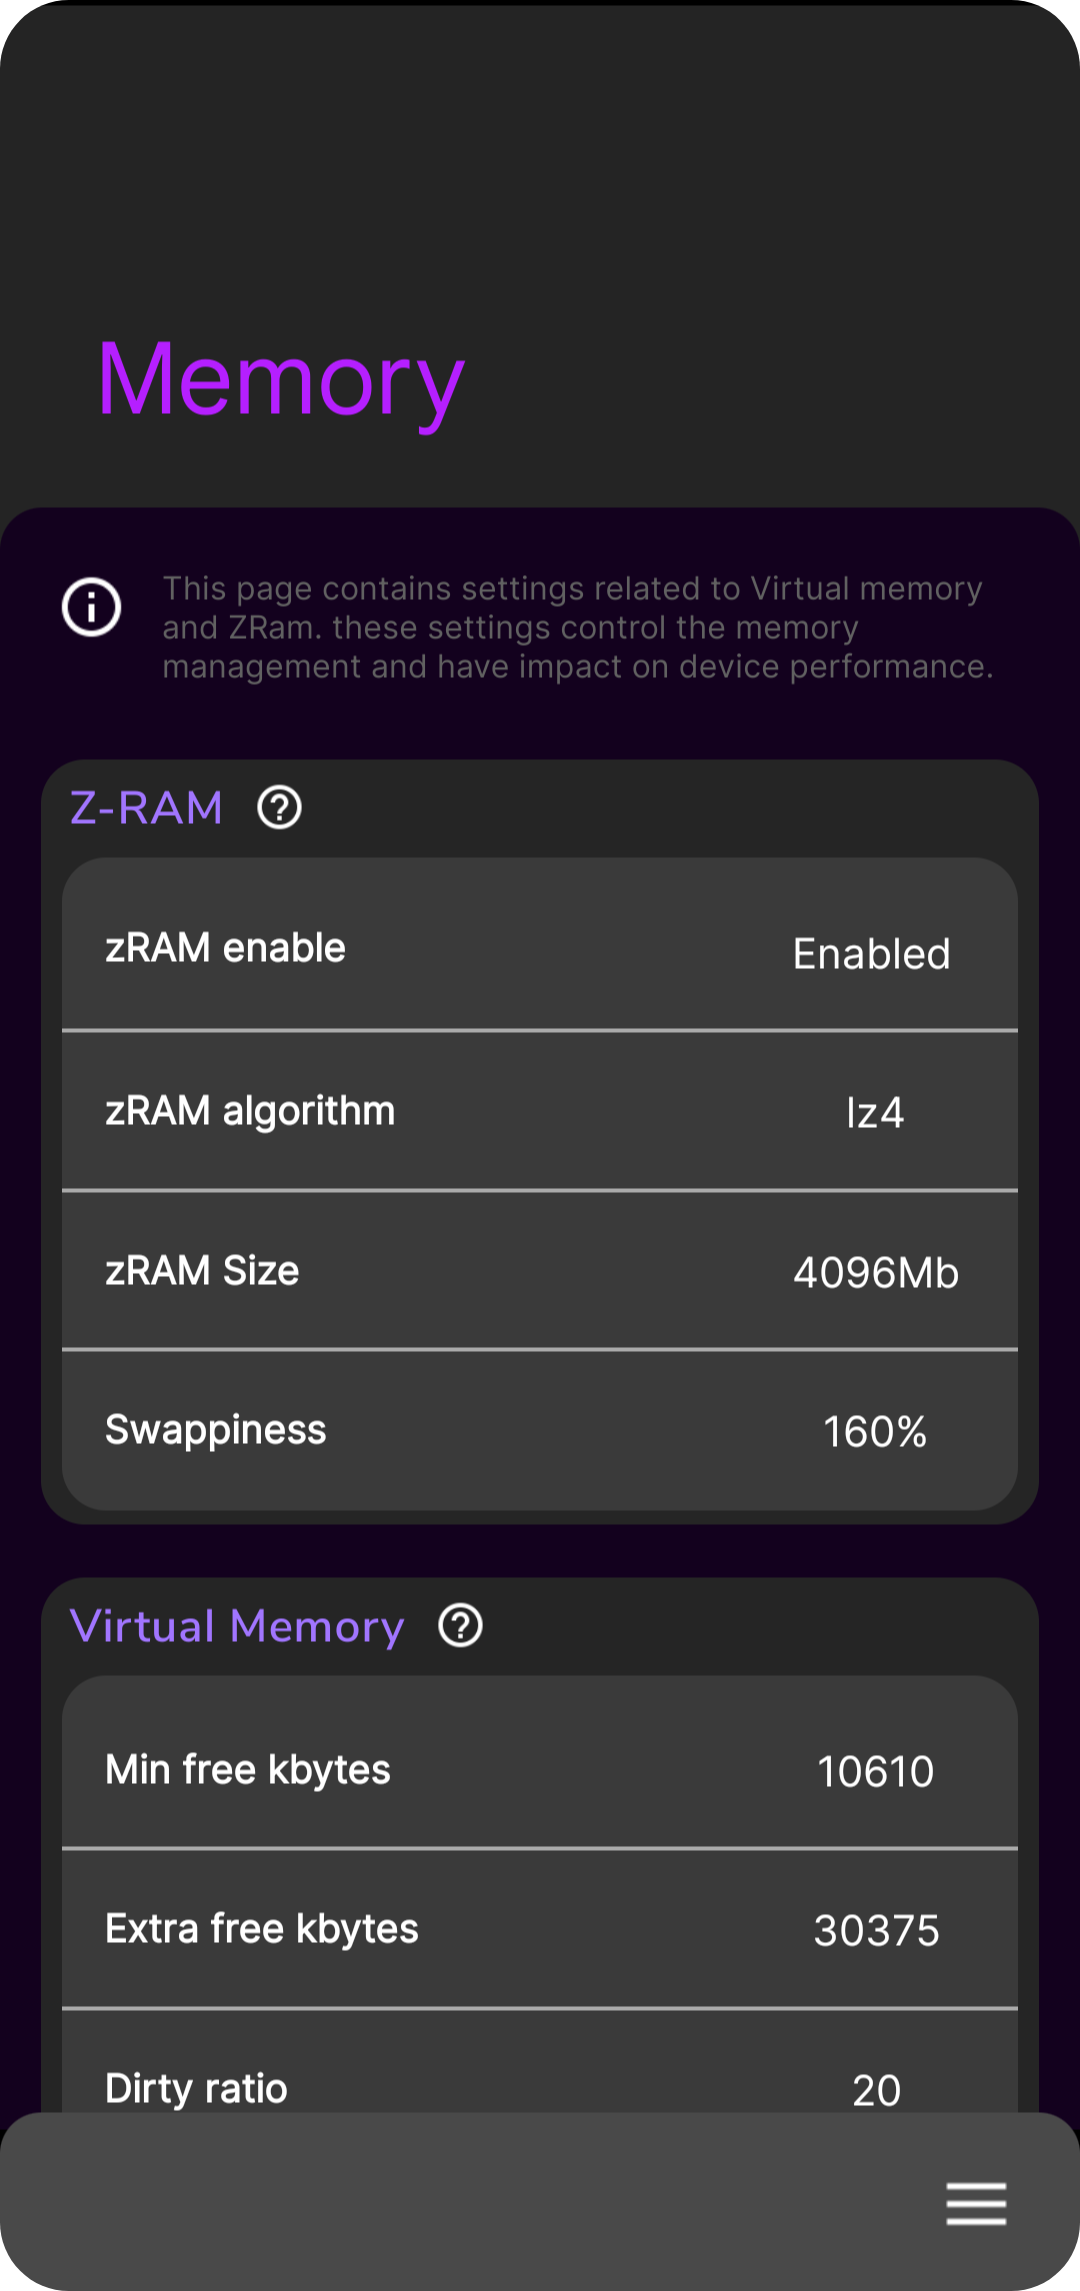 Memory
This page contains settings related to Virtual memory
and ZRam. these settings control the memory
management and have impact on device performance.
Z-RAM
zRAM enable Enabled
zRAM algorithm lz4
zRAM Size 4096Mb
Swappiness 160%
Virtual Memory
Min free kbytes 10610
Extra free kbytes 30375
Dirty ratio 20